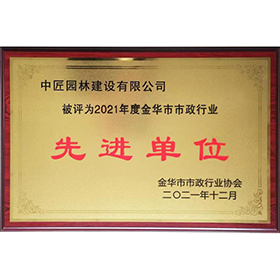 中匠园林建设有限公司
被评为2021年度金华市市政行业
先进单位
金华市市政行业协会
二〇二一年十二月